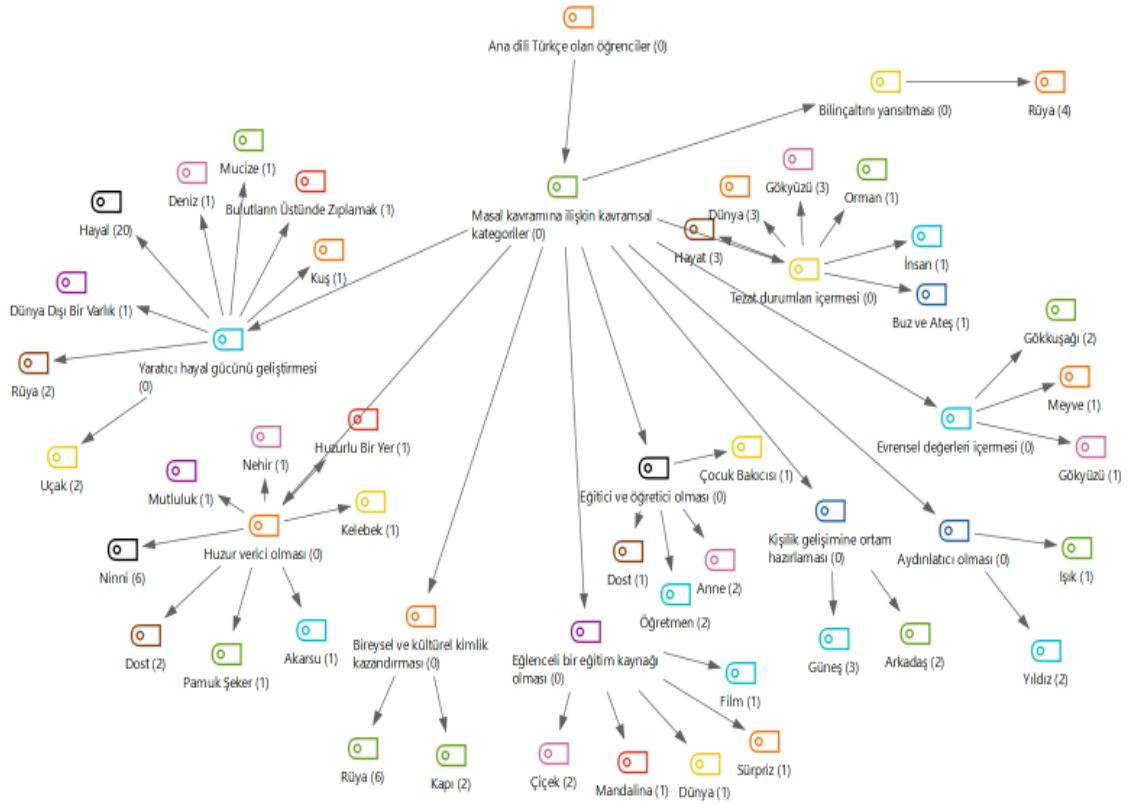 Ana dili Türkçe olan öğrenciler (0)
Bilinçaltını yansıtması (0)
Rüya (4)
Mucize (1)
Deniz (1)
Bulutların Üstünde Zıplamak (1)
Hayal (20)
Kuş (1)
Dünya Dışı Bir Varlık (1)
Rüya (2)
Yaratıcı hayal gücünü geliştirmesi
(0)
Uçak (2)
Masal kavramına ilişkin kavramsal
kategoriler (0)
Gökyüzü (3)
Orman (1)
Dünya (3)
Hayat (3)
İnsan (1)
Tezat durumları içermesi (0)
Buz ve Ateş (1)
Gökkuşağı (2)
Meyve (1)
Evrensel değerleri içermesi (0)
Gökyüzü (1)
Huzurlu Bir Yer (1)
Nehir (1)
Mutluluk (1)
Kelebek (1)
Huzur verici olması (0)
Ninni (6)
Dost (2)
Pamuk Şeker (1)
Akarsu (1)
Çocuk Bakıcısı (1)
Eğitici ve öğretici olması (0)
Dost (1)
Anne (2)
Öğretmen (2)
Kişilik gelişimine ortam
hazırlaması (0)
Güneş (3)
Arkadaş (2)
Aydınlatıcı olması (0)
Işık (1)
Yıldız (2)
Bireysel ve kültürel kimlik
kazandırması (0)
Rüya (6)
Kapı (2)
Eğlenceli bir eğitim kaynağı
olması (0)
Film (1)
Sürpriz (1)
Çiçek (2)
Mandalina (1)
Dünya (1)